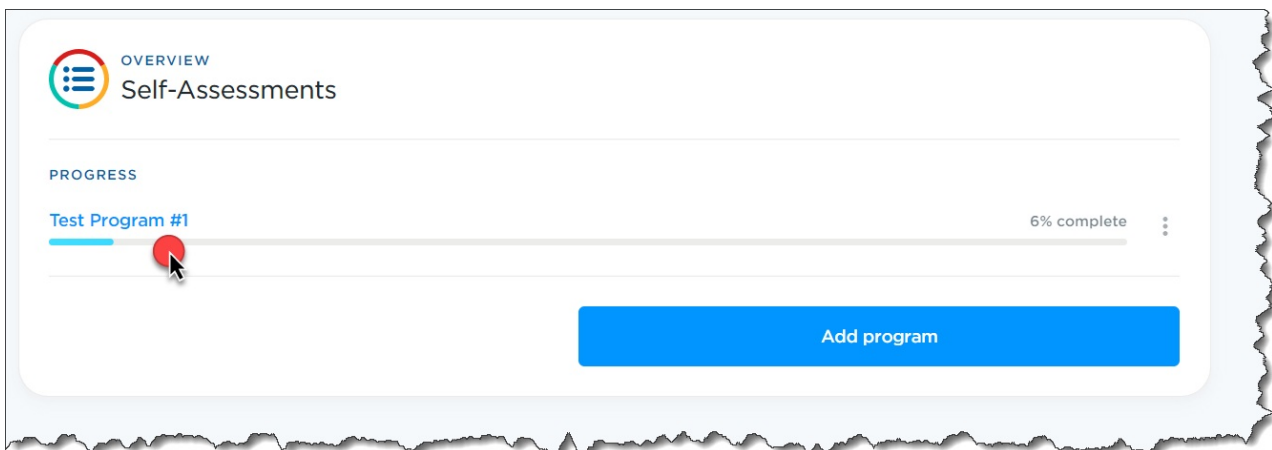 OVERVIEW
Self-Assessments
PROGRESS
Test Program #1
6% complete
Add program